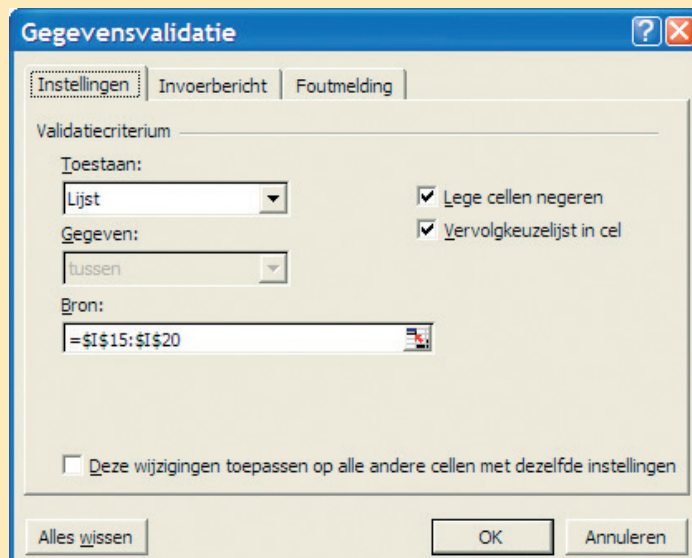 Gegevensvalidatie
Instellingen Invoerbericht Foutmelding
Validatiecriterium
Toestaan:
Lijst
Lege cellen negeren
Gegeven:
Vervolgkeuzelijst in cel
tussen
Bron:
=$I$15:$I$20
Deze wijzigingen toepassen op alle andere cellen met dezelfde instellingen
Alles wissen OK Annuleren